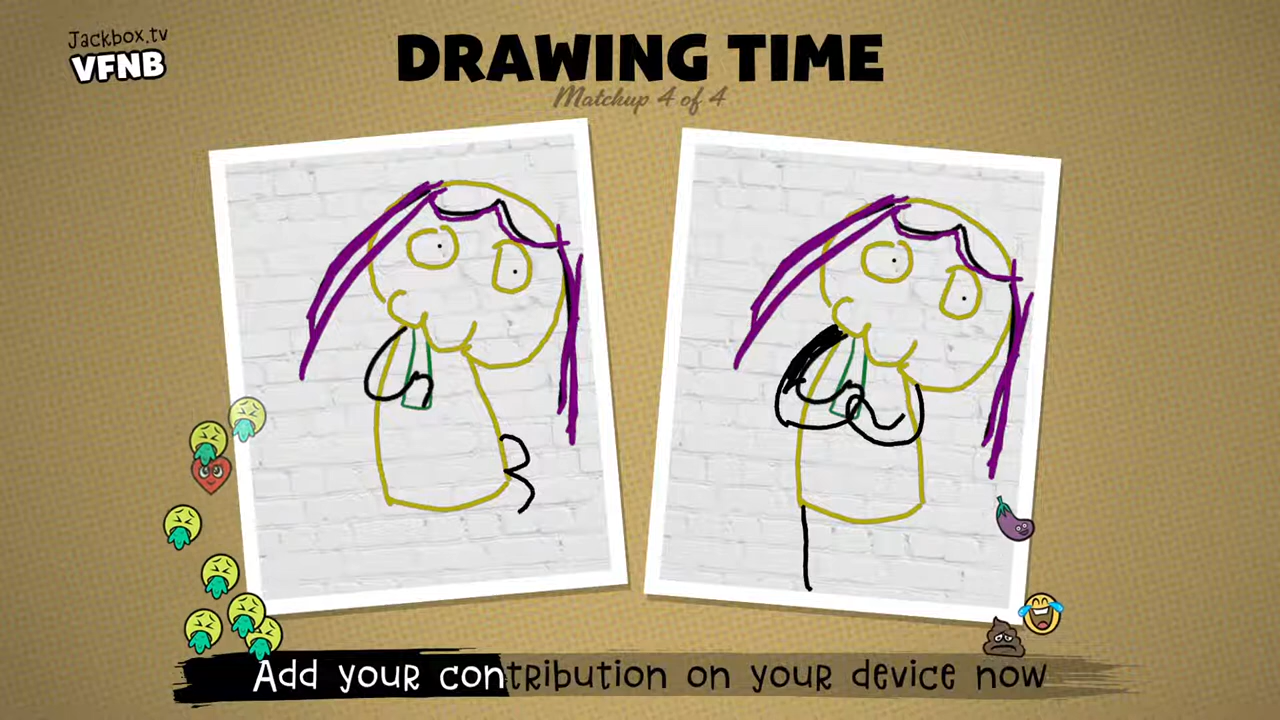 Jackbox.tv
VFNB
DRAWING TIME
Matchup 4 of 4
Add your contribution on your device now